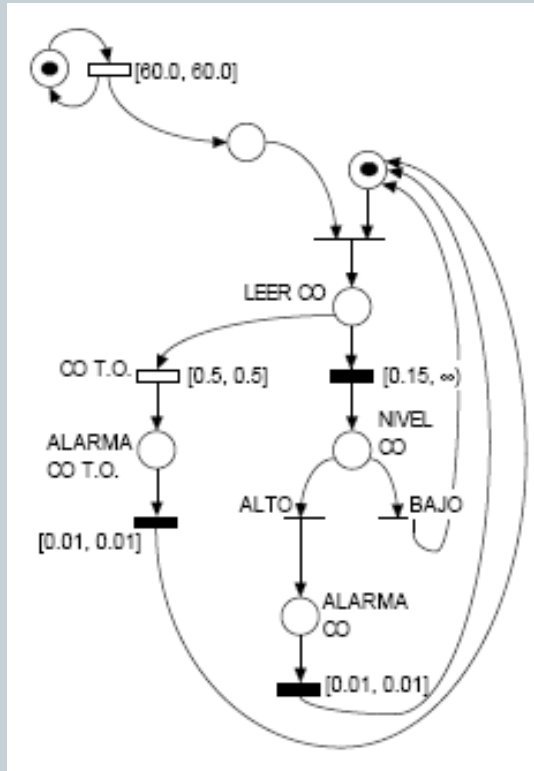 [60.0, 60.0]
LEER CO
CO T.O.
[0.5, 0.5]
[0.15, ∞)
NIVEL
CO
ALARMA
CO T.O.
ALTO
BAJO
[0.01, 0.01]
ALARMA
CO
[0.01, 0.01]